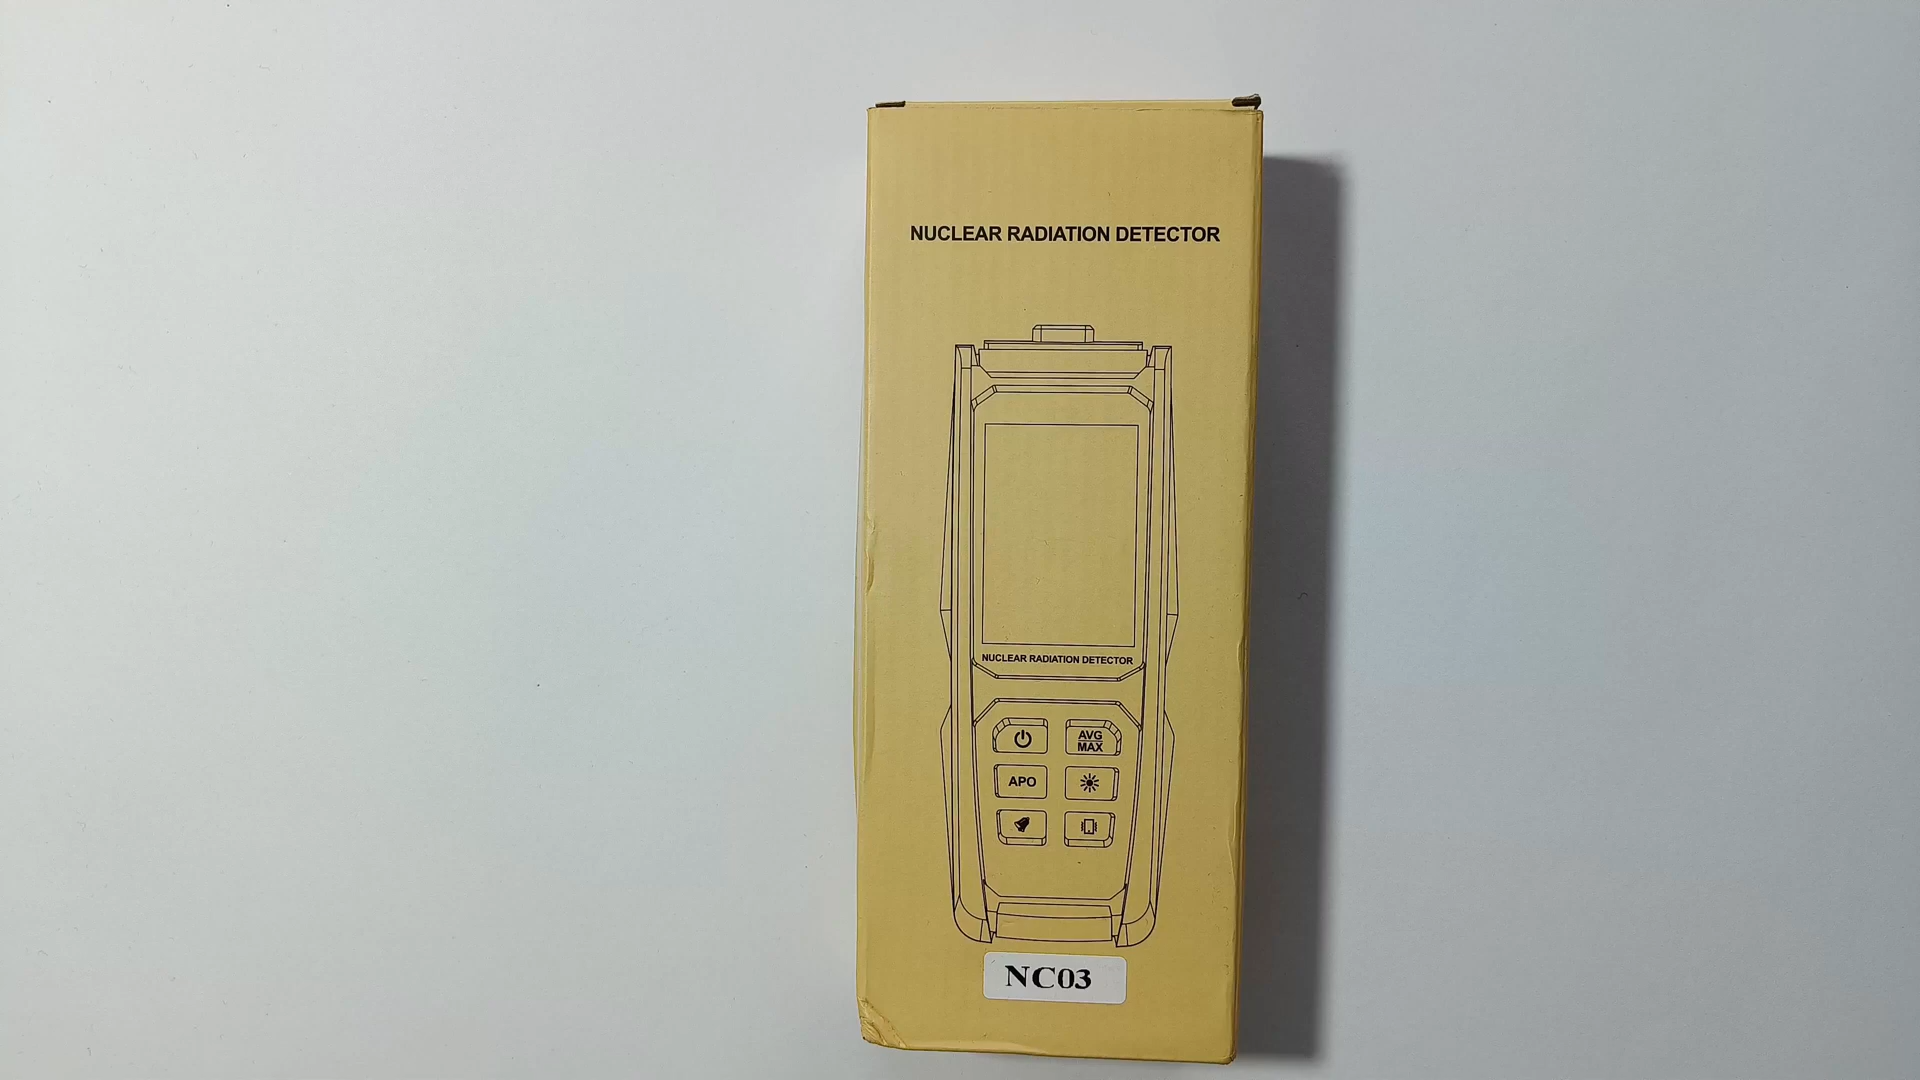 NUCLEAR RADIATION DETECTOR
NUCLEAR RADIATION DETECTOR
AVG
MAX
APO
NC03